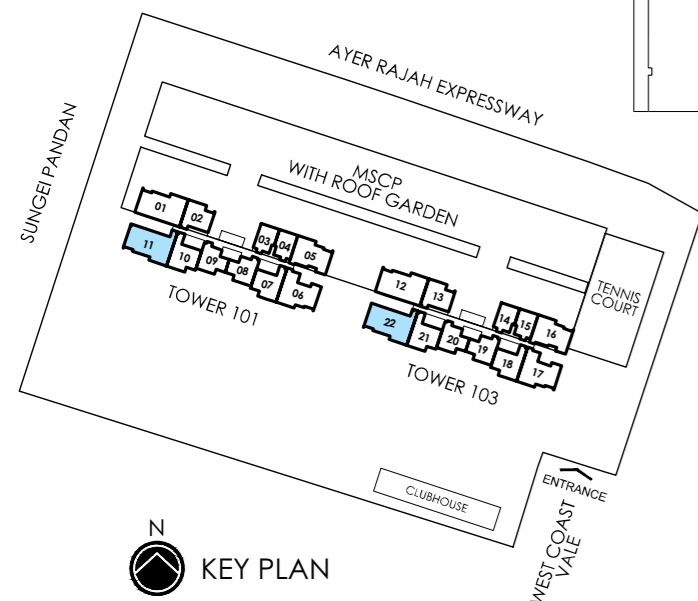 AYER RAJAH EXPRESSWAY
SUNGEI PANDAN
MSCP
WITH ROOF GARDEN
01
02
03
04
05
11
10
09
08
07
06
TOWER 101
12
13
14
15
16
22
21
20
19
18
17
TOWER 103
TENNIS
COURT
CLUBHOUSE
ENTRANCE
WEST COAST
VALE
N
KEY PLAN